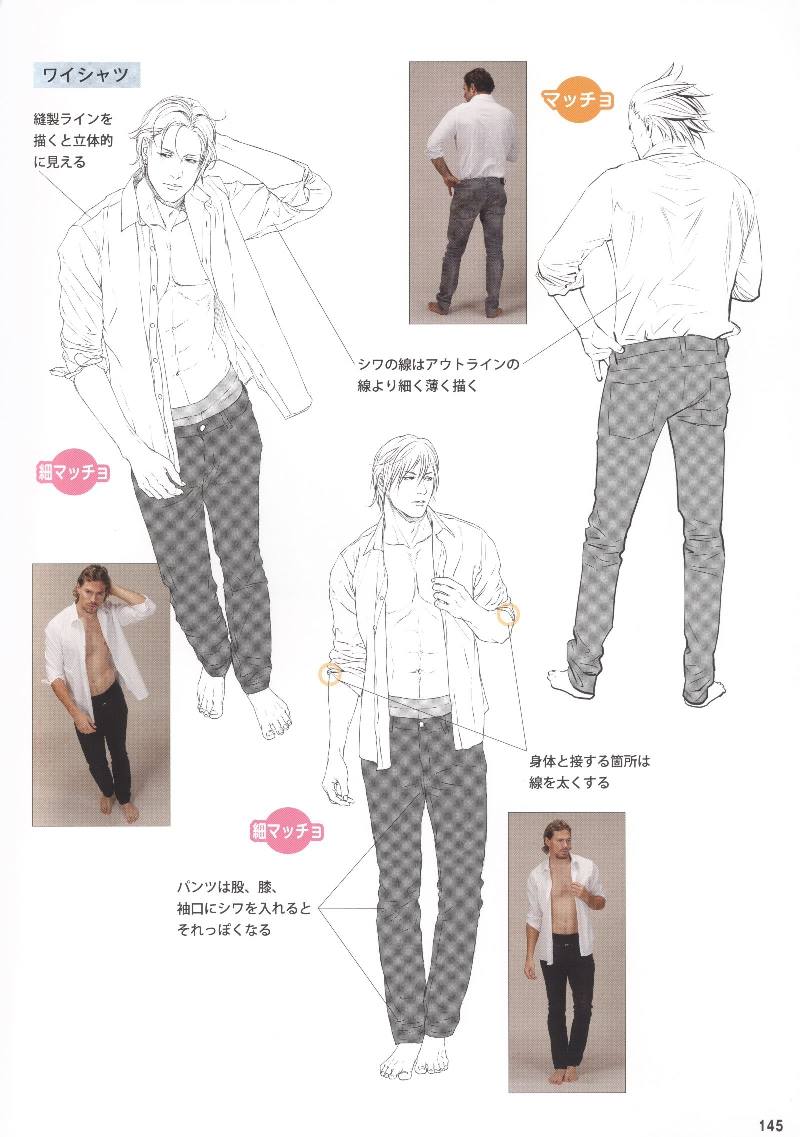 ワイシャツ
縫製ラインを
描くと立体的
に見える
マッチョ
シワの線はアウトラインの
線より細く薄く描く
細マッチョ
身体と接する箇所は
線を太くする
細マッチョ
パンツは股、膝、
袖口にシワを入れると
それっぽくなる
145